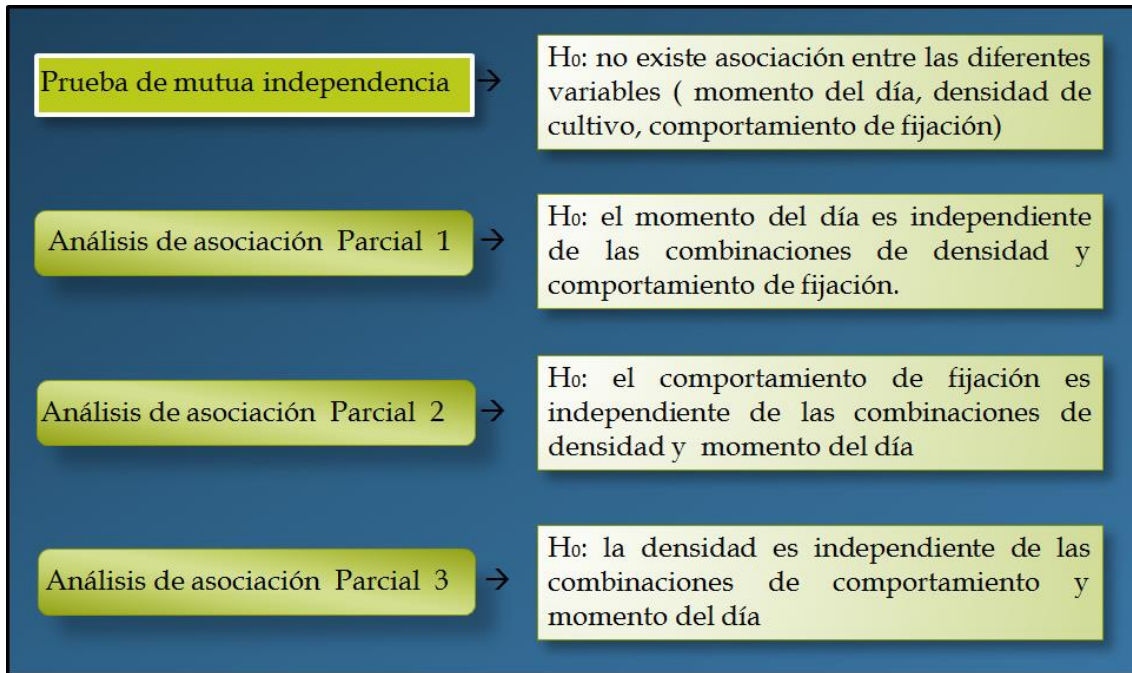 Prueba de mutua independencia →
H0: no existe asociación entre las diferentes
variables ( momento del día, densidad de
cultivo, comportamiento de fijación)
Análisis de asociación Parcial 1 →
H0: el momento del día es independiente
de las combinaciones de densidad y
comportamiento de fijación.
Análisis de asociación Parcial 2 →
H0: el comportamiento de fijación es
independiente de las combinaciones de
densidad y momento del día
Análisis de asociación Parcial 3 →
H0: la densidad es independiente de las
combinaciones de comportamiento y
momento del día